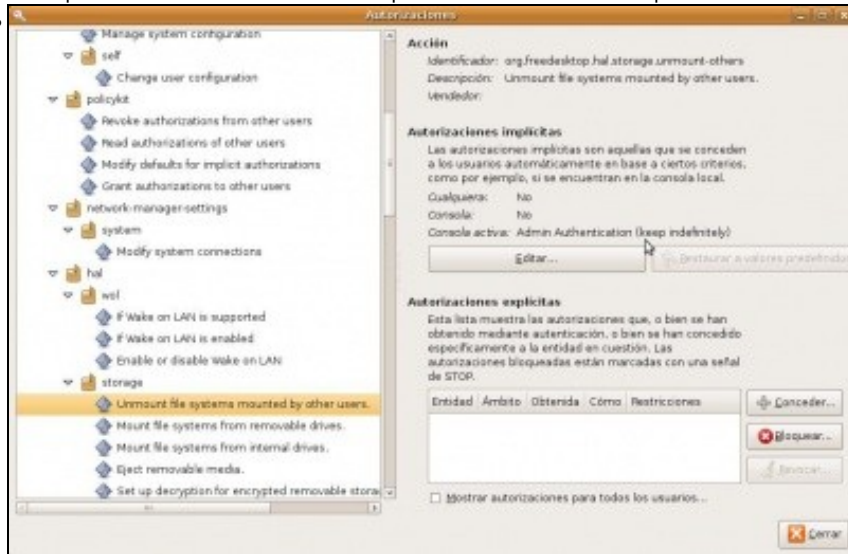 Autorizaciones
Manage system configuration
self
Change user configuration
policykit
Revoke authorizations from other users
Read authorizations of other users
Modify defaults for implicit authorizations
Grant authorizations to other users
network-manager-settings
system
Modify system connections
hal
wol
If Wake on LAN is supported
If Wake on LAN is enabled
Enable or disable Wake on LAN
storage
Unmount file systems mounted by other users.
Mount file systems from removable drives.
Mount file systems from internal drives.
Eject removable media.
Set up decryption for encrypted removable stora
Acción
Identificador: org.freedesktop.hal.storage.unmount-others
Descripción: Unmount file systems mounted by other users.
Vendedor:
Autorizaciones implícitas
Las autorizaciones implícitas son aquellas que se conceden
a los usuarios automáticamente en base a ciertos criterios,
como por ejemplo, si se encuentran en la consola local.
Cualquiera: No
Consola: No
Consola activa: Admin Authentication (keep indefinitely)
Editar...
Restaurar a valores predefinido
Autorizaciones explícitas
Esta lista muestra las autorizaciones que, o bien se han
obtenido mediante autenticación, o bien se han concedido
específicamente a la entidad en cuestión. Las
autorizaciones bloqueadas están marcadas con una señal
de STOP.
Entidad Ámbito Obtenida Cómo Restricciones
Conceder...
Bloquear...
Revocar...
Mostrar autorizaciones para todos los usuarios...
Cerrar